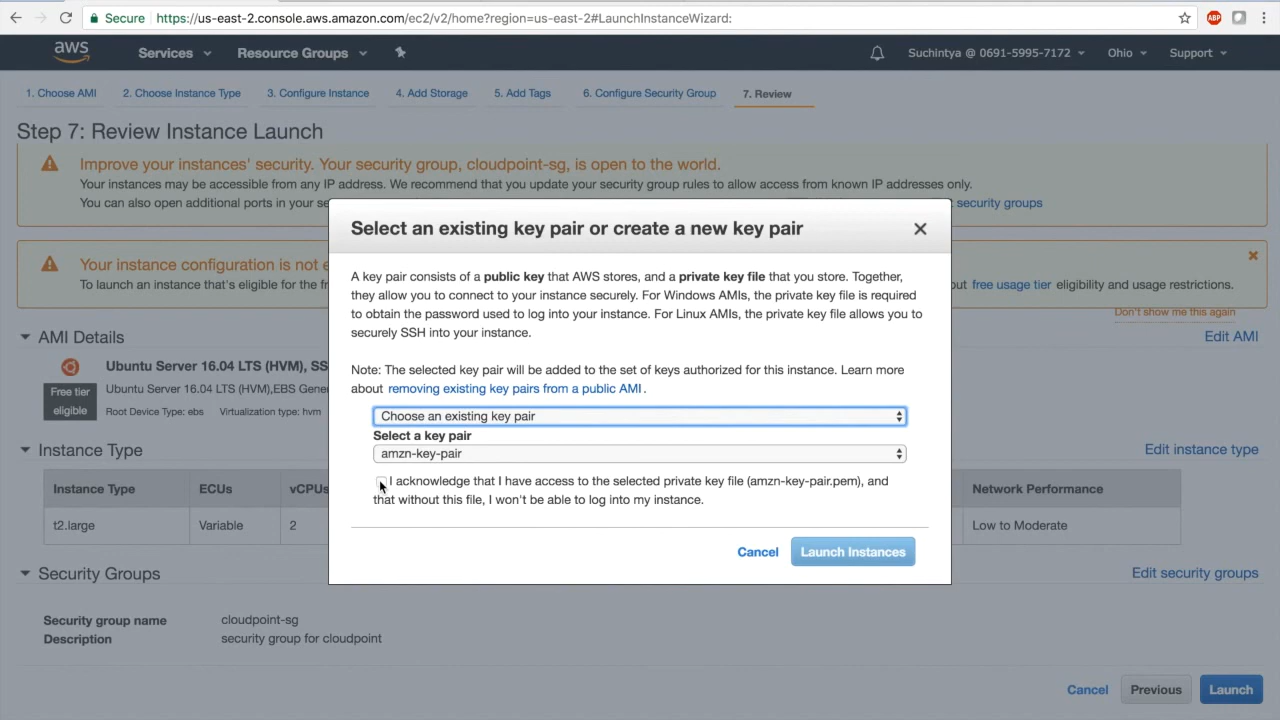 Secure https://us-east-2.console.aws.amazon.com/ec2/v2/home?region=us-east-2#LaunchInstanceWizard:
ABP
aws Services Resource Groups Suchintya @ 0691-5995-7172 Ohio Support
1. Choose AMI 2. Choose Instance Type 3. Configure Instance 4. Add Storage 5. Add Tags 6. Configure Security Group 7. Review
Step 7: Review Instance Launch
Improve your instances' security. Your security group, cloudpoint-sg, is open to the world.
Your instances may be accessible from any IP address. We recommend that you update your security group rules to allow access from known IP addresses only.
You can also open additional ports in your se security groups
Your instance configuration is not e
To launch an instance that's eligible for the fr out free usage tier eligibility and usage restrictions.
Don't show me this again
AMI Details Edit AMI
Ubuntu Server 16.04 LTS (HVM), SS
Free tier eligible
Ubuntu Server 16.04 LTS (HVM),EBS Gener
Root Device Type: ebs Virtualization type: hvm
Instance Type Edit instance type
Instance Type ECUs vCPUs Network Performance
t2.large Variable 2 Low to Moderate
Security Groups Edit security groups
Security group name cloudpoint-sg
Description security group for cloudpoint
Cancel Previous Launch
Select an existing key pair or create a new key pair
A key pair consists of a public key that AWS stores, and a private key file that you store. Together,
they allow you to connect to your instance securely. For Windows AMIs, the private key file is required
to obtain the password used to log into your instance. For Linux AMIs, the private key file allows you to
securely SSH into your instance.
Note: The selected key pair will be added to the set of keys authorized for this instance. Learn more
about removing existing key pairs from a public AMI .
Choose an existing key pair
Select a key pair
amzn-key-pair
I acknowledge that I have access to the selected private key file (amzn-key-pair.pem), and
that without this file, I won't be able to log into my instance.
Cancel Launch Instances